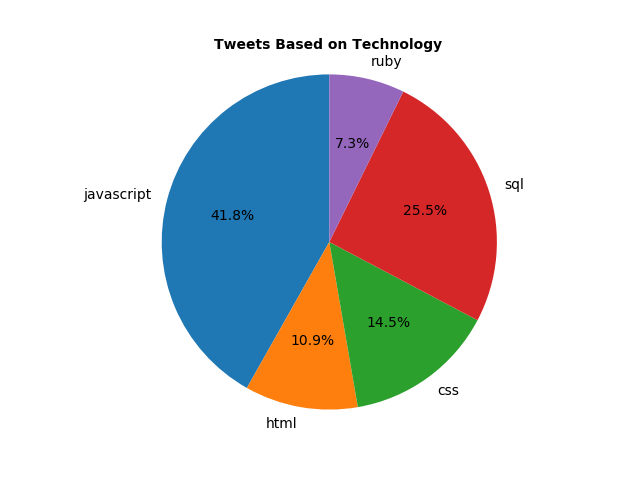 Tweets Based on Technology
ruby
7.3%
sql
25.5%
javascript
41.8%
14.5%
10.9%
css
html